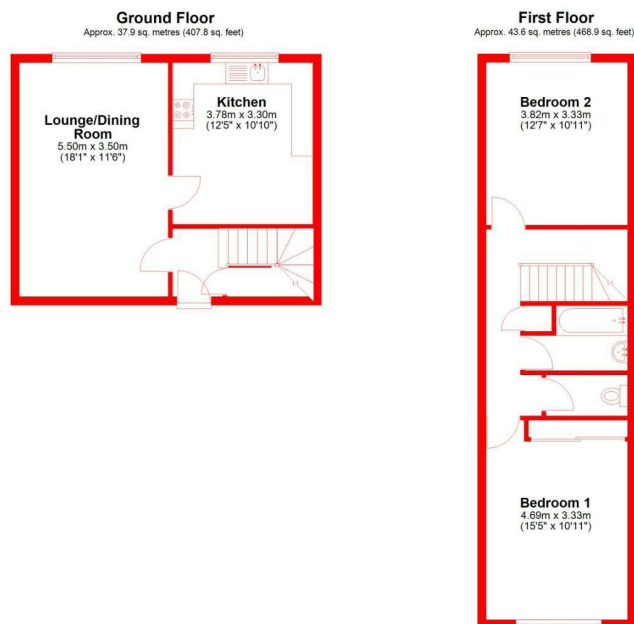 Ground Floor
Approx. 37.9 sq. metres (407.8 sq. feet)
Lounge/Dining
Room
5.50m x 3.50m
(18'1" x 11'6")
Kitchen
3.78m x 3.30m
(12'5" x 10'10")
First Floor
Approx. 43.6 sq. metres (468.9 sq. feet)
Bedroom 2
3.82m x 3.33m
(12'7" x 10'11")
Bedroom 1
4.69m x 3.33m
(15'5" x 10'11")